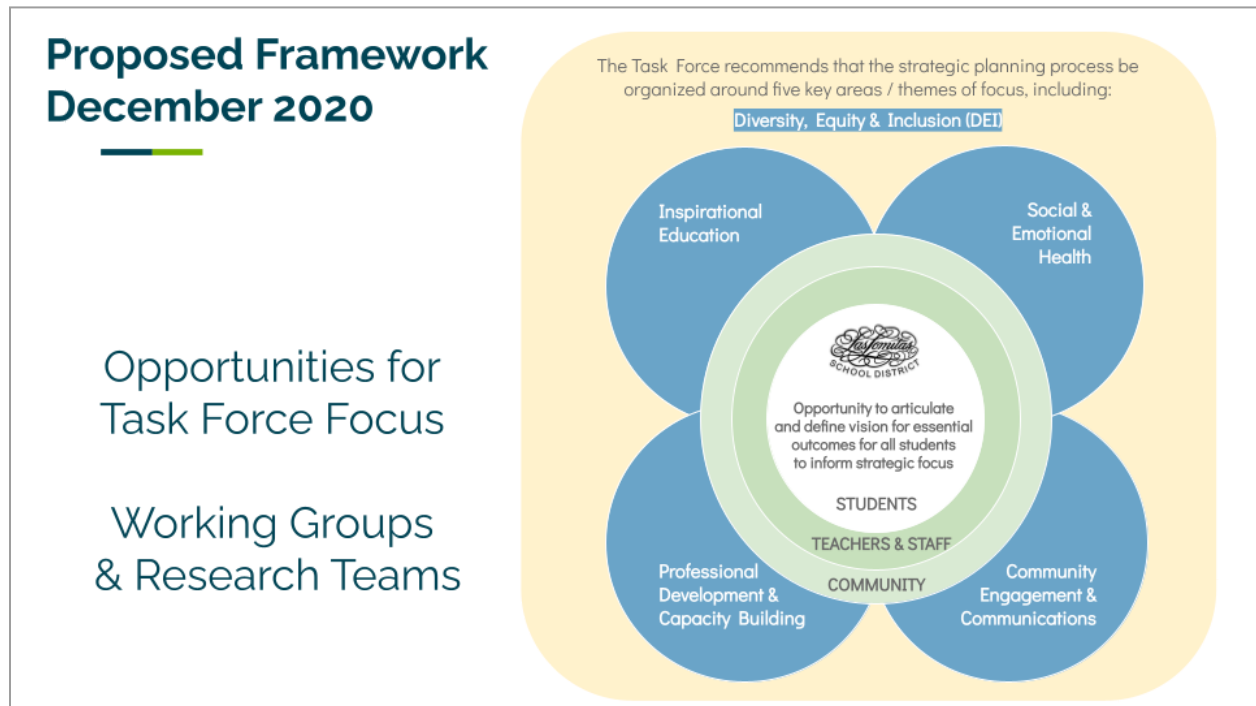 Proposed Framework
December 2020
Opportunities for
Task Force Focus
Working Groups
& Research Teams
The Task Force recommends that the strategic planning process be
organized around five key areas / themes of focus, including:
Diversity, Equity & Inclusion (DEI)
Inspirational
Education
Social &
Emotional
Health
Las Lomitas
SCHOOL DISTRICT
Opportunity to articulate
and define vision for essential
outcomes for all students
to inform strategic focus
STUDENTS
TEACHERS & STAFF
COMMUNITY
Professional
Development &
Capacity Building
Community
Engagement &
Communications